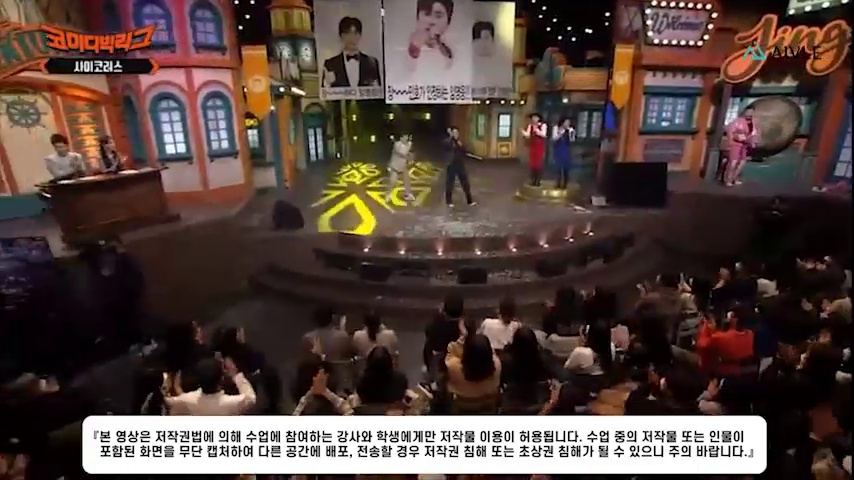 코미디빅리그
사이코러스
Welcome
Jing
AIVLE
『본 영상은 저작권법에 의해 수업에 참여하는 강사와 학생에게만 저작물 이용이 허용됩니다. 수업 중의 저작물 또는 인물이
포함된 화면을 무단 캡처하여 다른 공간에 배포, 전송할 경우 저작권 침해 또는 초상권 침해가 될 수 있으니 주의 바랍니다.』